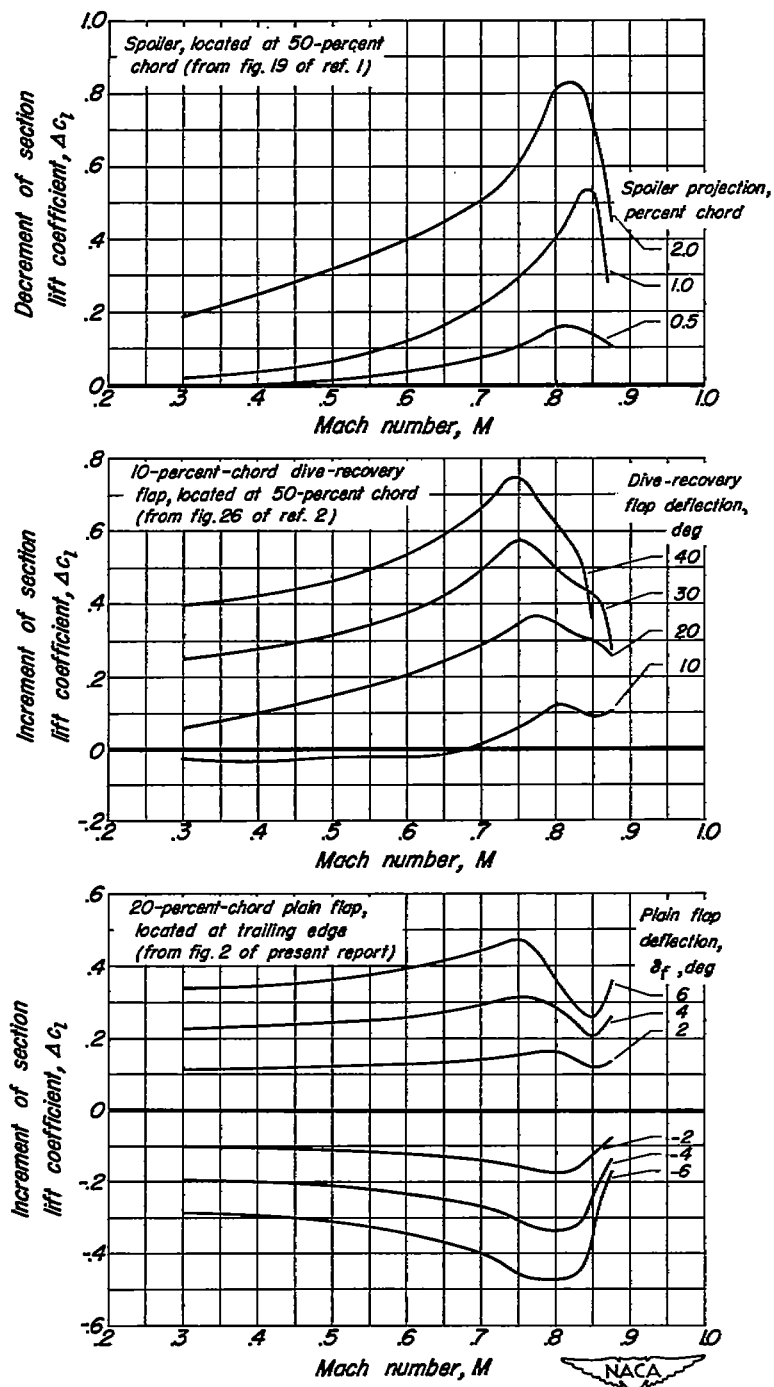 Spoiler, located at 50-percent
chord (from fig. 19 of ref. 1)
Decrement of section
lift coefficient, Δc_l
1.0
.8
.6
.4
.2
0
Spoiler projection,
percent chord
2.0
1.0
0.5
.2 .3 .4 .5 .6 .7 .8 .9 1.0
Mach number, M
10-percent-chord dive-recovery
flap, located at 50-percent chord
(from fig. 26 of ref. 2)
Increment of section
lift coefficient, Δc_l
.8
.6
.4
.2
0
-.2
Dive-recovery
flap deflection,
deg
40
30
20
10
.2 .3 .4 .5 .6 .7 .8 .9 1.0
Mach number, M
20-percent-chord plain flap,
located at trailing edge
(from fig. 2 of present report)
Increment of section
lift coefficient, Δc_l
.6
.4
.2
0
-.2
-.4
-.6
Plain flap
deflection,
δ_f, deg
6
4
2
-2
-4
-6
.2 .3 .4 .5 .6 .7 .8 .9 1.0
Mach number, M
NACA